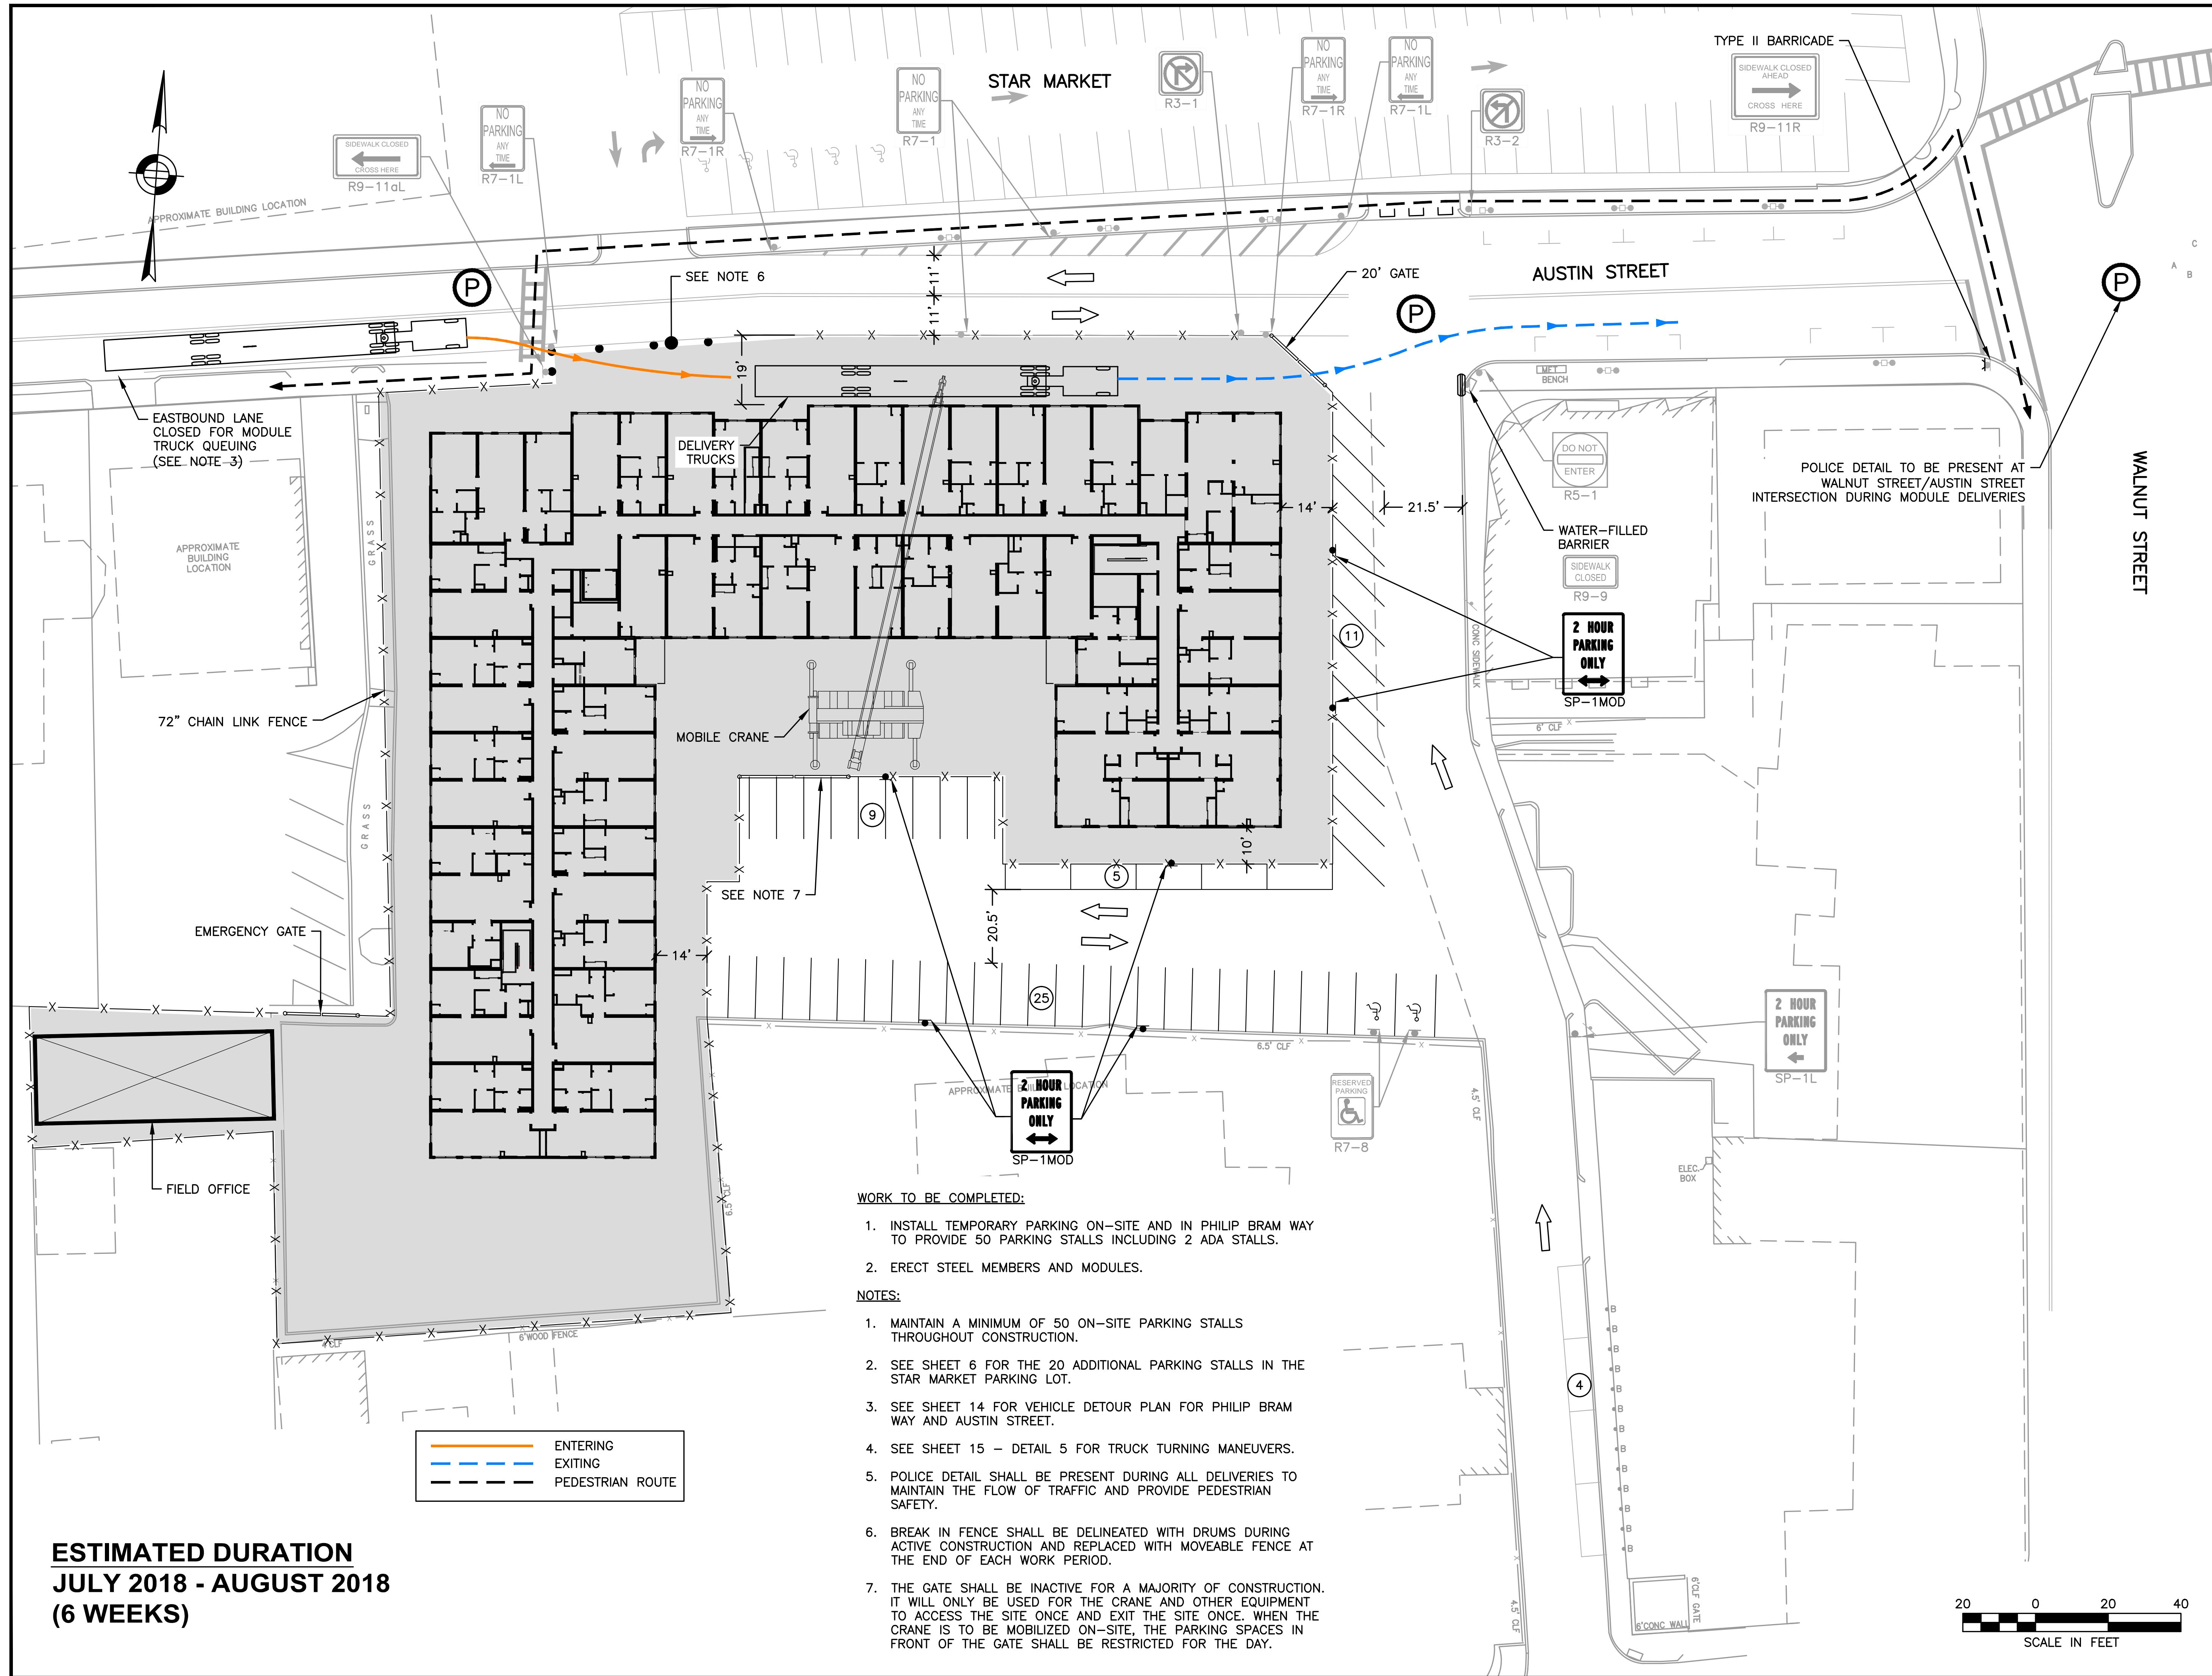 STAR MARKET
TYPE II BARRICADE
SIDEWALK CLOSED
AHEAD
CROSS HERE
R9-11R
NO
PARKING
ANY
TIME
R7-1R
NO
PARKING
ANY
TIME
R7-1L
R3-1
R3-2
NO
PARKING
ANY
TIME
R7-1
NO
PARKING
ANY
TIME
R7-1R
NO
PARKING
ANY
TIME
R7-1L
SIDEWALK CLOSED
CROSS HERE
R9-11aL
APPROXIMATE BUILDING LOCATION
P
SEE NOTE 6
11'
11'
20' GATE
AUSTIN STREET
P
P
C
A
B
19'
EASTBOUND LANE
CLOSED FOR MODULE
TRUCK QUEUING
(SEE NOTE 3)
DELIVERY
TRUCKS
MET
BENCH
DO NOT
ENTER
R5-1
POLICE DETAIL TO BE PRESENT AT
WALNUT STREET/AUSTIN STREET
INTERSECTION DURING MODULE DELIVERIES
WALNUT STREET
14'
21.5'
WATER-FILLED
BARRIER
SIDEWALK
CLOSED
R9-9
APPROXIMATE
BUILDING
LOCATION
GRASS
11
CONC SIDEWALK
2 HOUR
PARKING
ONLY
SP-1MOD
72" CHAIN LINK FENCE
MOBILE CRANE
6' CLF
GRASS
9
10'
5
SEE NOTE 7
20.5'
EMERGENCY GATE
14'
25
2 HOUR
PARKING
ONLY
SP-1L
6.5' CLF
APPROXIMATE BUILDING LOCATION
2 HOUR
PARKING
ONLY
SP-1MOD
RESERVED
PARKING
R7-8
4.5' CLF
ELEC.
BOX
FIELD OFFICE
6.5' CLF
4' CLF
6'WOOD FENCE
4
B
B
B
B
B
B
B
B
B
B
B
B
B
4.5' CLF
6'CLF GATE
6'CONC WALL
WORK TO BE COMPLETED:
1. INSTALL TEMPORARY PARKING ON-SITE AND IN PHILIP BRAM WAY
TO PROVIDE 50 PARKING STALLS INCLUDING 2 ADA STALLS.
2. ERECT STEEL MEMBERS AND MODULES.
NOTES:
1. MAINTAIN A MINIMUM OF 50 ON-SITE PARKING STALLS
THROUGHOUT CONSTRUCTION.
2. SEE SHEET 6 FOR THE 20 ADDITIONAL PARKING STALLS IN THE
STAR MARKET PARKING LOT.
3. SEE SHEET 14 FOR VEHICLE DETOUR PLAN FOR PHILIP BRAM
WAY AND AUSTIN STREET.
4. SEE SHEET 15 - DETAIL 5 FOR TRUCK TURNING MANEUVERS.
5. POLICE DETAIL SHALL BE PRESENT DURING ALL DELIVERIES TO
MAINTAIN THE FLOW OF TRAFFIC AND PROVIDE PEDESTRIAN
SAFETY.
6. BREAK IN FENCE SHALL BE DELINEATED WITH DRUMS DURING
ACTIVE CONSTRUCTION AND REPLACED WITH MOVEABLE FENCE AT
THE END OF EACH WORK PERIOD.
7. THE GATE SHALL BE INACTIVE FOR A MAJORITY OF CONSTRUCTION.
IT WILL ONLY BE USED FOR THE CRANE AND OTHER EQUIPMENT
TO ACCESS THE SITE ONCE AND EXIT THE SITE ONCE. WHEN THE
CRANE IS TO BE MOBILIZED ON-SITE, THE PARKING SPACES IN
FRONT OF THE GATE SHALL BE RESTRICTED FOR THE DAY.
ENTERING
EXITING
PEDESTRIAN ROUTE
ESTIMATED DURATION
JULY 2018 - AUGUST 2018
(6 WEEKS)
20 0 20 40
SCALE IN FEET